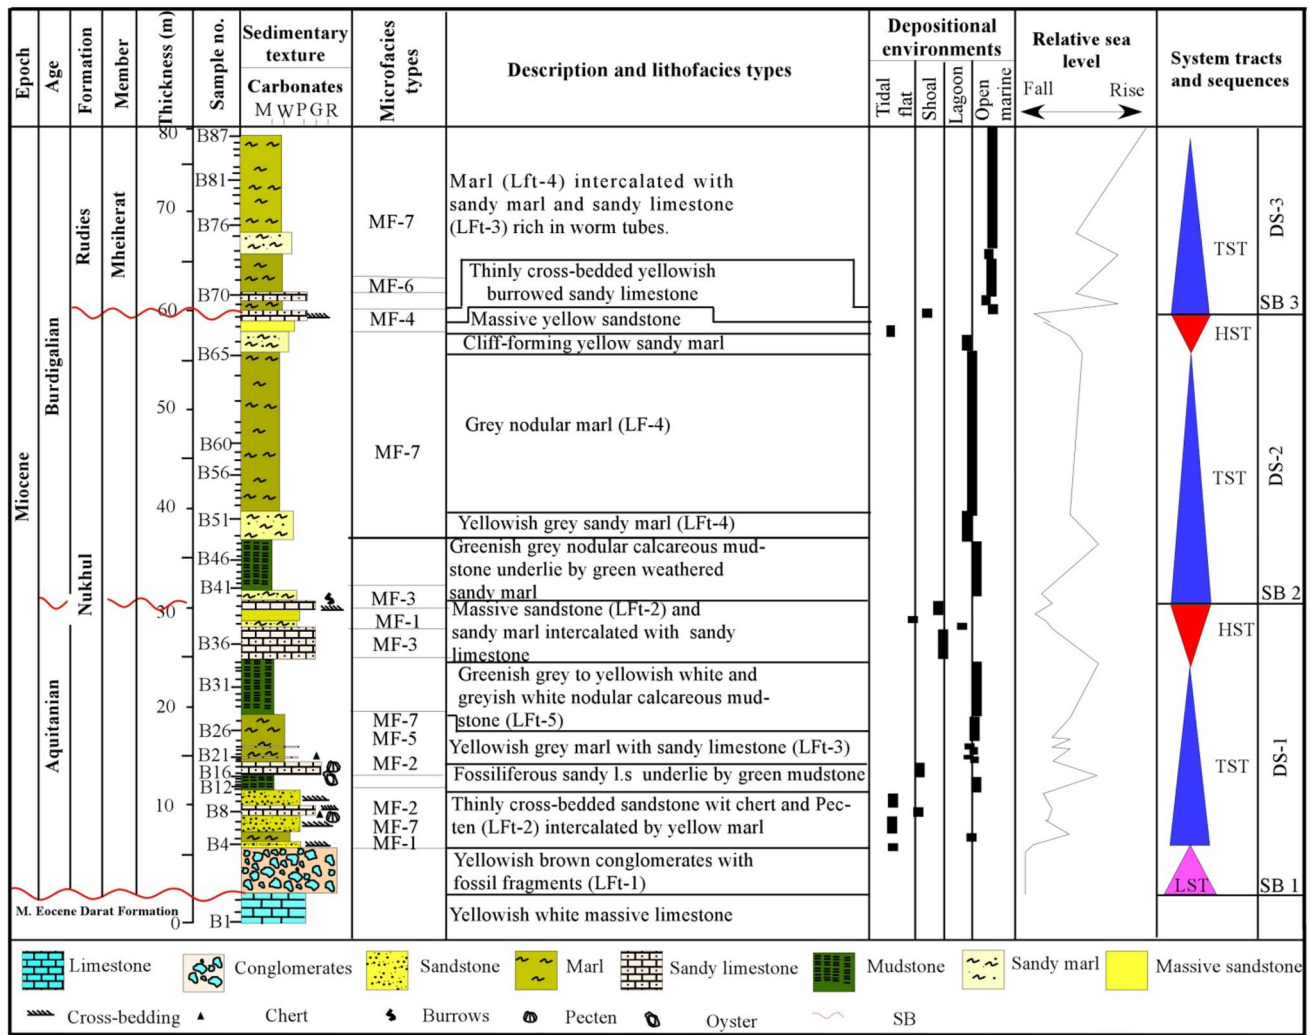 Epoch
Age
Formation
Member
Thickness (m)
Sample no.
Sedimentary
texture
Carbonates
M W P G R
Microfacies
types
Description and lithofacies types
Depositional
environments
Tidal
flat
Shoal
Lagoon
Open
marine
Relative sea
level
Fall
Rise
System tracts
and sequences
Miocene
Burdigalian
Aquitanian
Rudies
Nukhul
Mheiherat
M. Eocene Darat Formation
80
70
60
50
40
30
20
10
0
B87
B81
B76
B70
B65
B60
B56
B51
B46
B41
B36
B31
B26
B21
B16
B12
B8
B4
B1
MF-7
MF-6
MF-4
MF-7
MF-3
MF-1
MF-3
MF-7
MF-5
MF-2
MF-2
MF-7
MF-1
Marl (Lft-4) intercalated with
sandy marl and sandy limestone
(LFt-3) rich in worm tubes.
Thinly cross-bedded yellowish
burrowed sandy limestone
Massive yellow sandstone
Cliff-forming yellow sandy marl
Grey nodular marl (LF-4)
Yellowish grey sandy marl (LFt-4)
Greenish grey nodular calcareous mud-
stone underlie by green weathered
sandy marl
Massive sandstone (LFt-2) and
sandy marl intercalated with sandy
limestone
Greenish grey to yellowish white and
greyish white nodular calcareous mud-
stone (LFt-5)
Yellowish grey marl with sandy limestone (LFt-3)
Fossiliferous sandy l.s underlie by green mudstone
Thinly cross-bedded sandstone wit chert and Pec-
ten (LFt-2) intercalated by yellow marl
Yellowish brown conglomerates with
fossil fragments (LFt-1)
Yellowish white massive limestone
TST
DS-3
SB 3
HST
TST
DS-2
SB 2
HST
TST
DS-1
LST
SB 1
Limestone
Conglomerates
Sandstone
Marl
Sandy limestone
Mudstone
Sandy marl
Massive sandstone
Cross-bedding
Chert
Burrows
Pecten
Oyster
SB